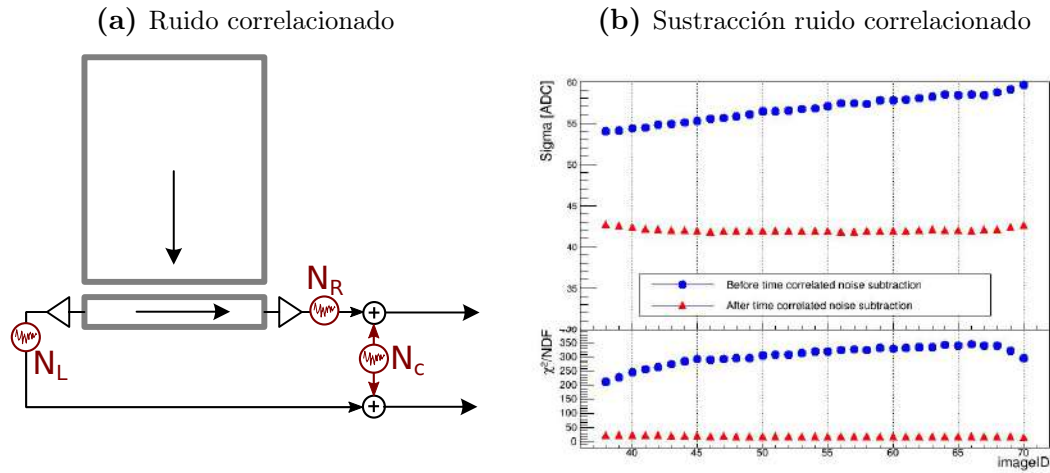 (a) Ruido correlacionado
N_R
N_L
N_c
(b) Sustracción ruido correlacionado
Sigma [ADC]
60
55
50
45
40
35
30
Before time correlated noise subtraction
After time correlated noise subtraction
χ²/NDF
350
300
250
200
150
100
50
0
40 45 50 55 60 65 70
imageID